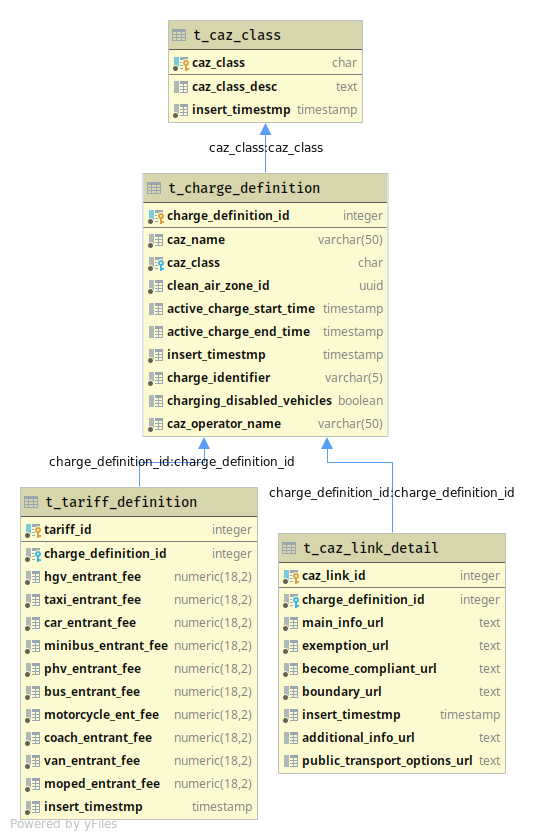 t_caz_class
caz_class char
caz_class_desc text
insert_timestmp timestamp
caz_class:caz_class
t_charge_definition
charge_definition_id integer
caz_name varchar(50)
caz_class char
clean_air_zone_id uuid
active_charge_start_time timestamp
active_charge_end_time timestamp
insert_timestmp timestamp
charge_identifier varchar(5)
charging_disabled_vehicles boolean
caz_operator_name varchar(50)
charge_definition_id:charge_definition_id
charge_definition_id:charge_definition_id
t_tariff_definition
tariff_id integer
charge_definition_id integer
hgv_entrant_fee numeric(18,2)
taxi_entrant_fee numeric(18,2)
car_entrant_fee numeric(18,2)
minibus_entrant_fee numeric(18,2)
phv_entrant_fee numeric(18,2)
bus_entrant_fee numeric(18,2)
motorcycle_ent_fee numeric(18,2)
coach_entrant_fee numeric(18,2)
van_entrant_fee numeric(18,2)
moped_entrant_fee numeric(18,2)
insert_timestmp timestamp
t_caz_link_detail
caz_link_id integer
charge_definition_id integer
main_info_url text
exemption_url text
become_compliant_url text
boundary_url text
insert_timestmp timestamp
additional_info_url text
public_transport_options_url text
Powered by yFiles